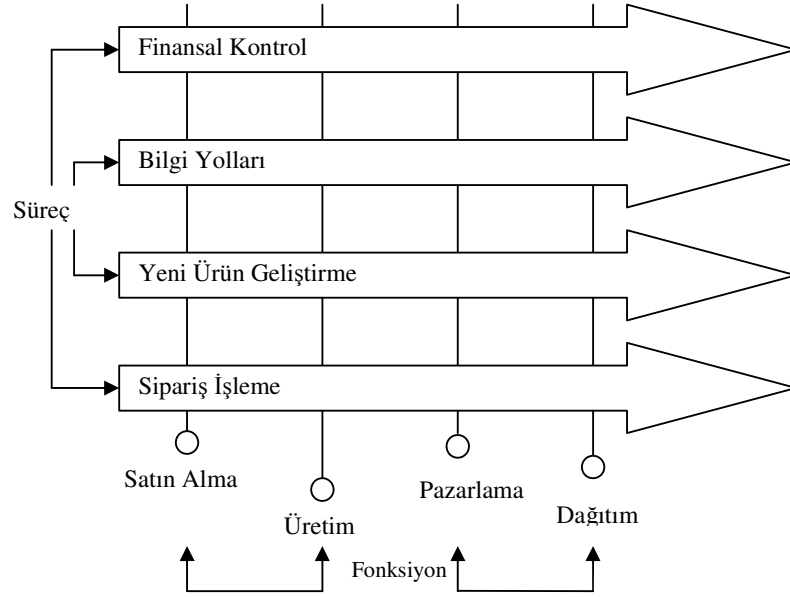 Finansal Kontrol
Bilgi Yolları
Süreç
Yeni Ürün Geliştirme
Sipariş İşleme
Satın Alma
Pazarlama
Üretim
Dağıtım
Fonksiyon